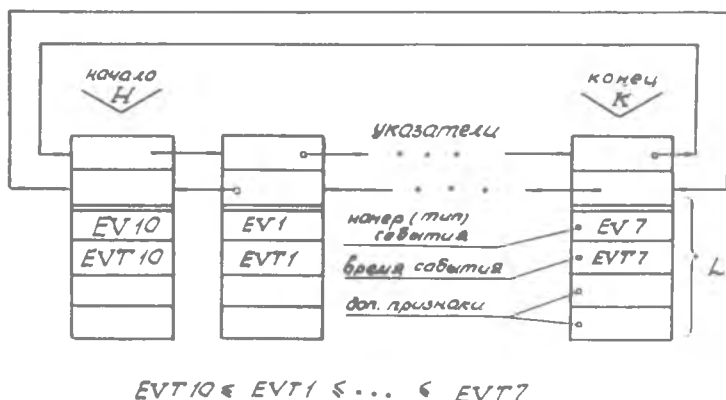 начало
Н
конец
К
указатели
EV10
EV1
номер (тип)
события
EV7
EVT10
EVT1
время события
EVT7
L
доп. признаки
EVT10 ≤ EVT1 ≤ ... ≤ EVT7